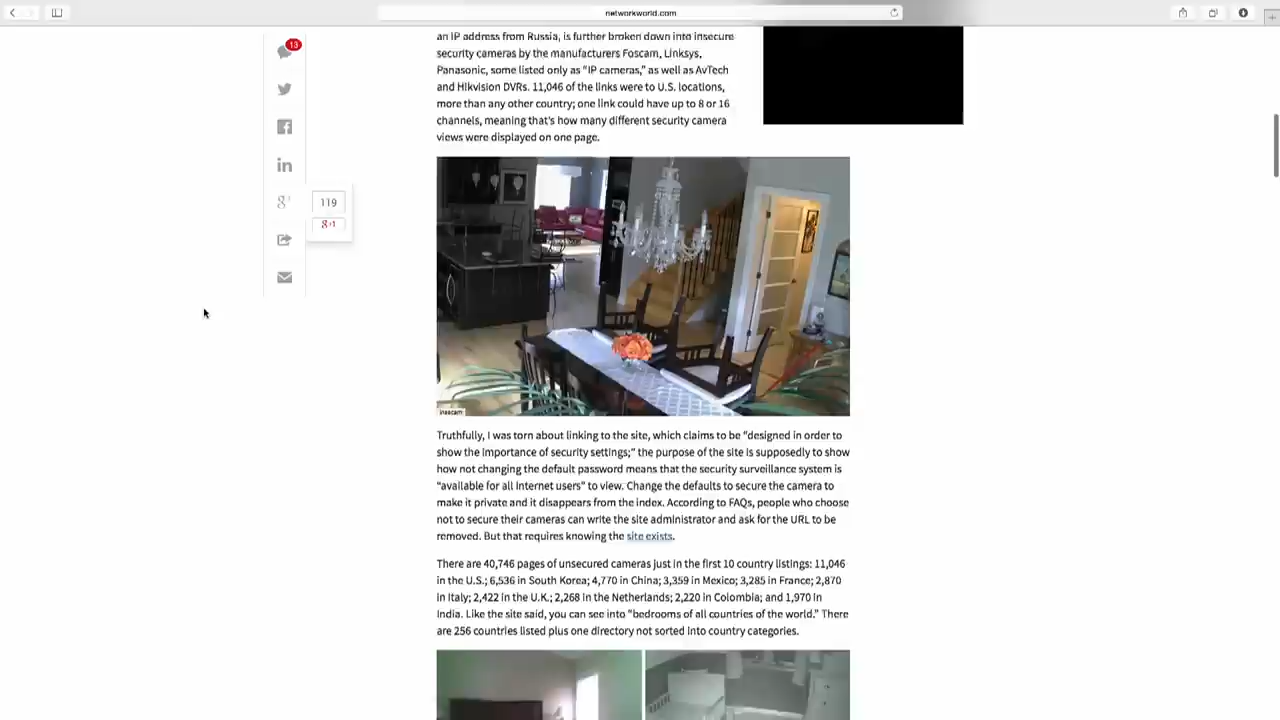 networkworld.com
13
an IP address from Russia, is further broken down into insecure
security cameras by the manufacturers Foscam, Linksys,
Panasonic, some listed only as "IP cameras," as well as AvTech
and Hikvision DVRs. 11,046 of the links were to U.S. locations,
more than any other country; one link could have up to 8 or 16
channels, meaning that's how many different security camera
views were displayed on one page.
119
g+1
insecam
Truthfully, I was torn about linking to the site, which claims to be "designed in order to
show the importance of security settings;" the purpose of the site is supposedly to show
how not changing the default password means that the security surveillance system is
"available for all Internet users" to view. Change the defaults to secure the camera to
make it private and it disappears from the index. According to FAQs, people who choose
not to secure their cameras can write the site administrator and ask for the URL to be
removed. But that requires knowing the site exists.
There are 40,746 pages of unsecured cameras just in the first 10 country listings: 11,046
in the U.S.; 6,536 in South Korea; 4,770 in China; 3,359 in Mexico; 3,285 in France; 2,870
in Italy; 2,422 in the U.K.; 2,268 in the Netherlands; 2,220 in Colombia; and 1,970 in
India. Like the site said, you can see into "bedrooms of all countries of the world." There
are 256 countries listed plus one directory not sorted into country categories.